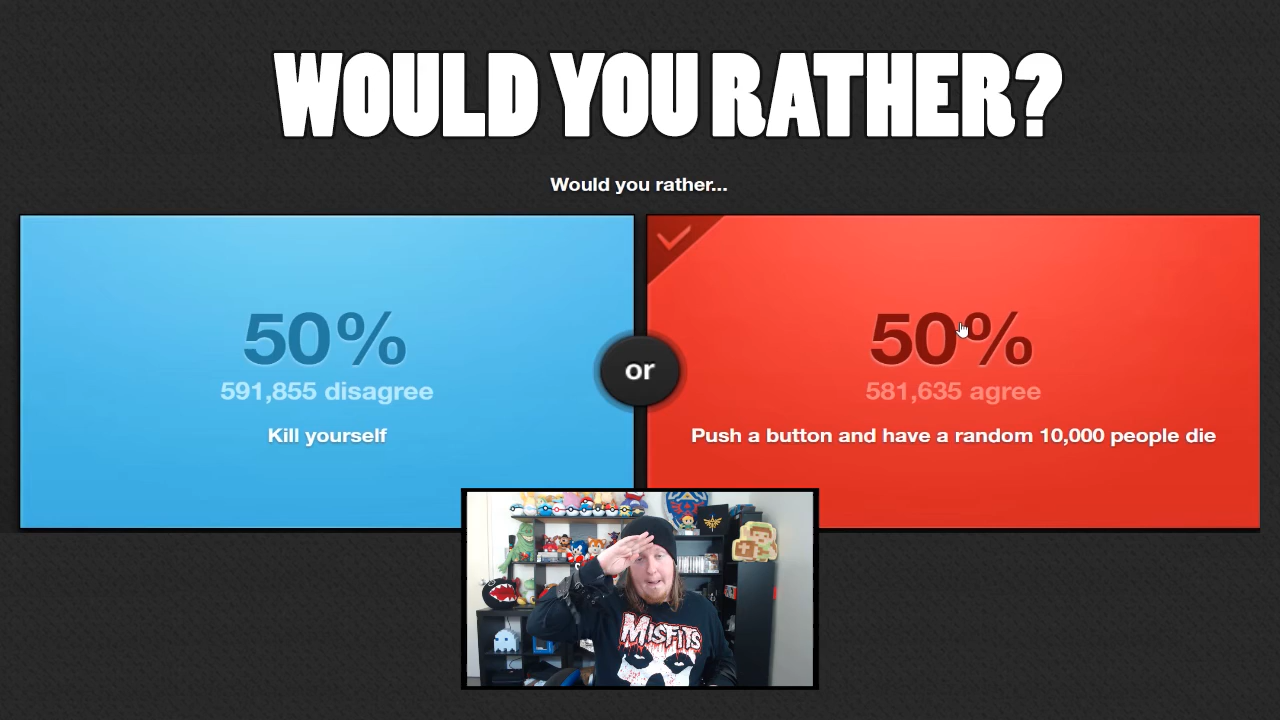 WOULD YOU RATHER?
Would you rather...
50%
591,855 disagree
Kill yourself
or
50%
581,635 agree
Push a button and have a random 10,000 people die
MISFITS